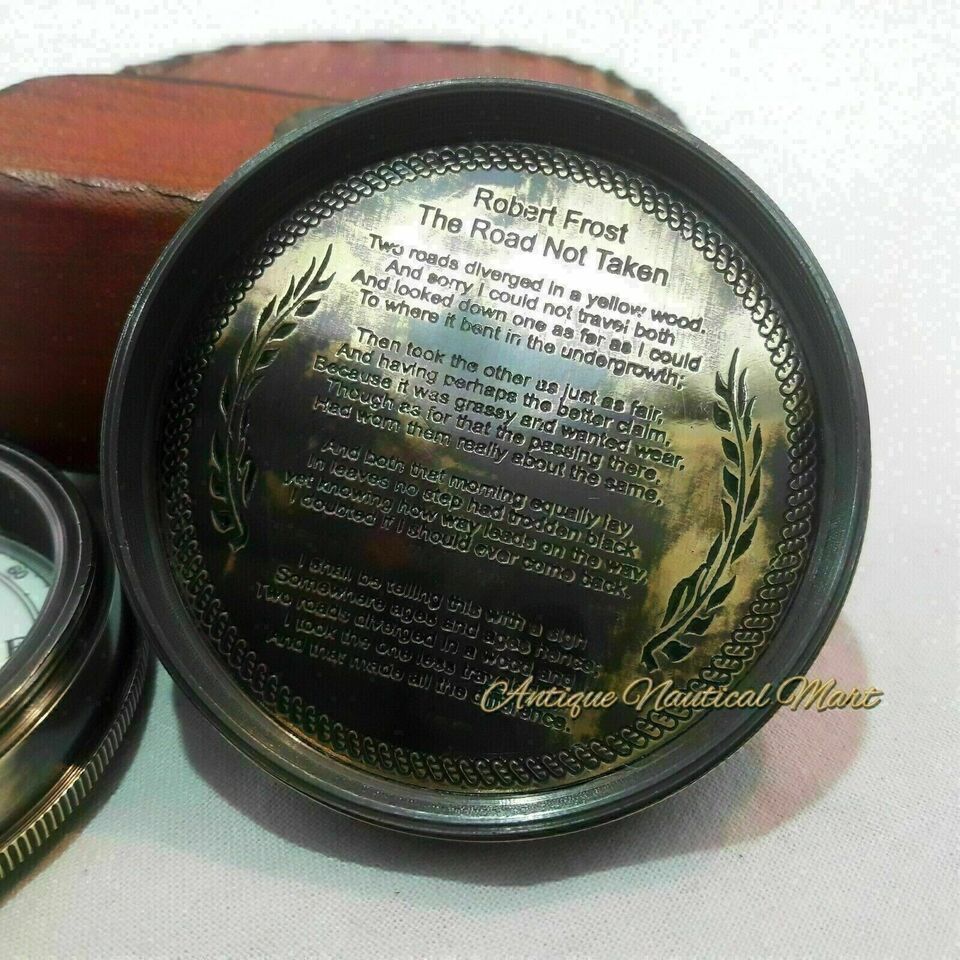 Robert Frost
The Road Not Taken
Two roads diverged in a yellow wood.
And sorry I could not travel both
And looked down one as far as I could
To where it bent in the undergrowth;
Then took the other as just as fair,
And having perhaps the better claim,
Because it was grassy and wanted wear,
Though as for that the passing there.
Had worn them really about the same,
And both that morning equally lay,
In leaves no step had trodden black
yet knowing how way leads on the way,
I doubted if I should ever come back.
I shall be telling this with a sigh
Somewhere ages and ages hence;
Two roads diverged in a wood and
I took the one less
And that made all the difference.
Antique Nautical Mart
60
E